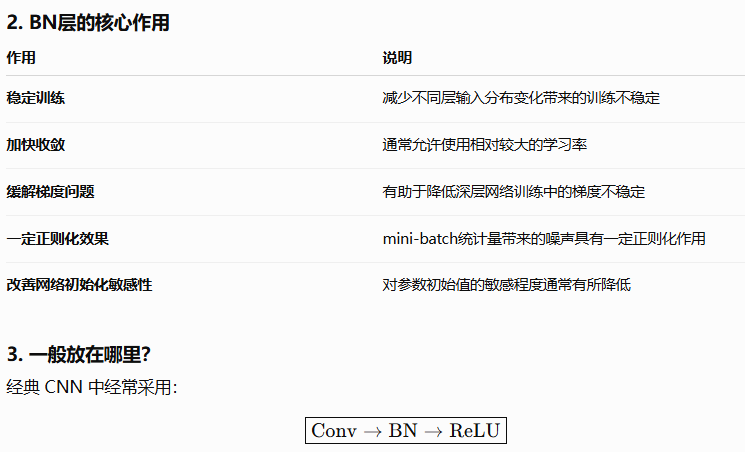 2. BN层的核心作用
作用 说明
稳定训练 减少不同层输入分布变化带来的训练不稳定
加快收敛 通常允许使用相对较大的学习率
缓解梯度问题 有助于降低深层网络训练中的梯度不稳定
一定正则化效果 mini-batch统计量带来的噪声具有一定正则化作用
改善网络初始化敏感性 对参数初始值的敏感程度通常有所降低
3. 一般放在哪里？
经典 CNN 中经常采用：
Conv → BN → ReLU